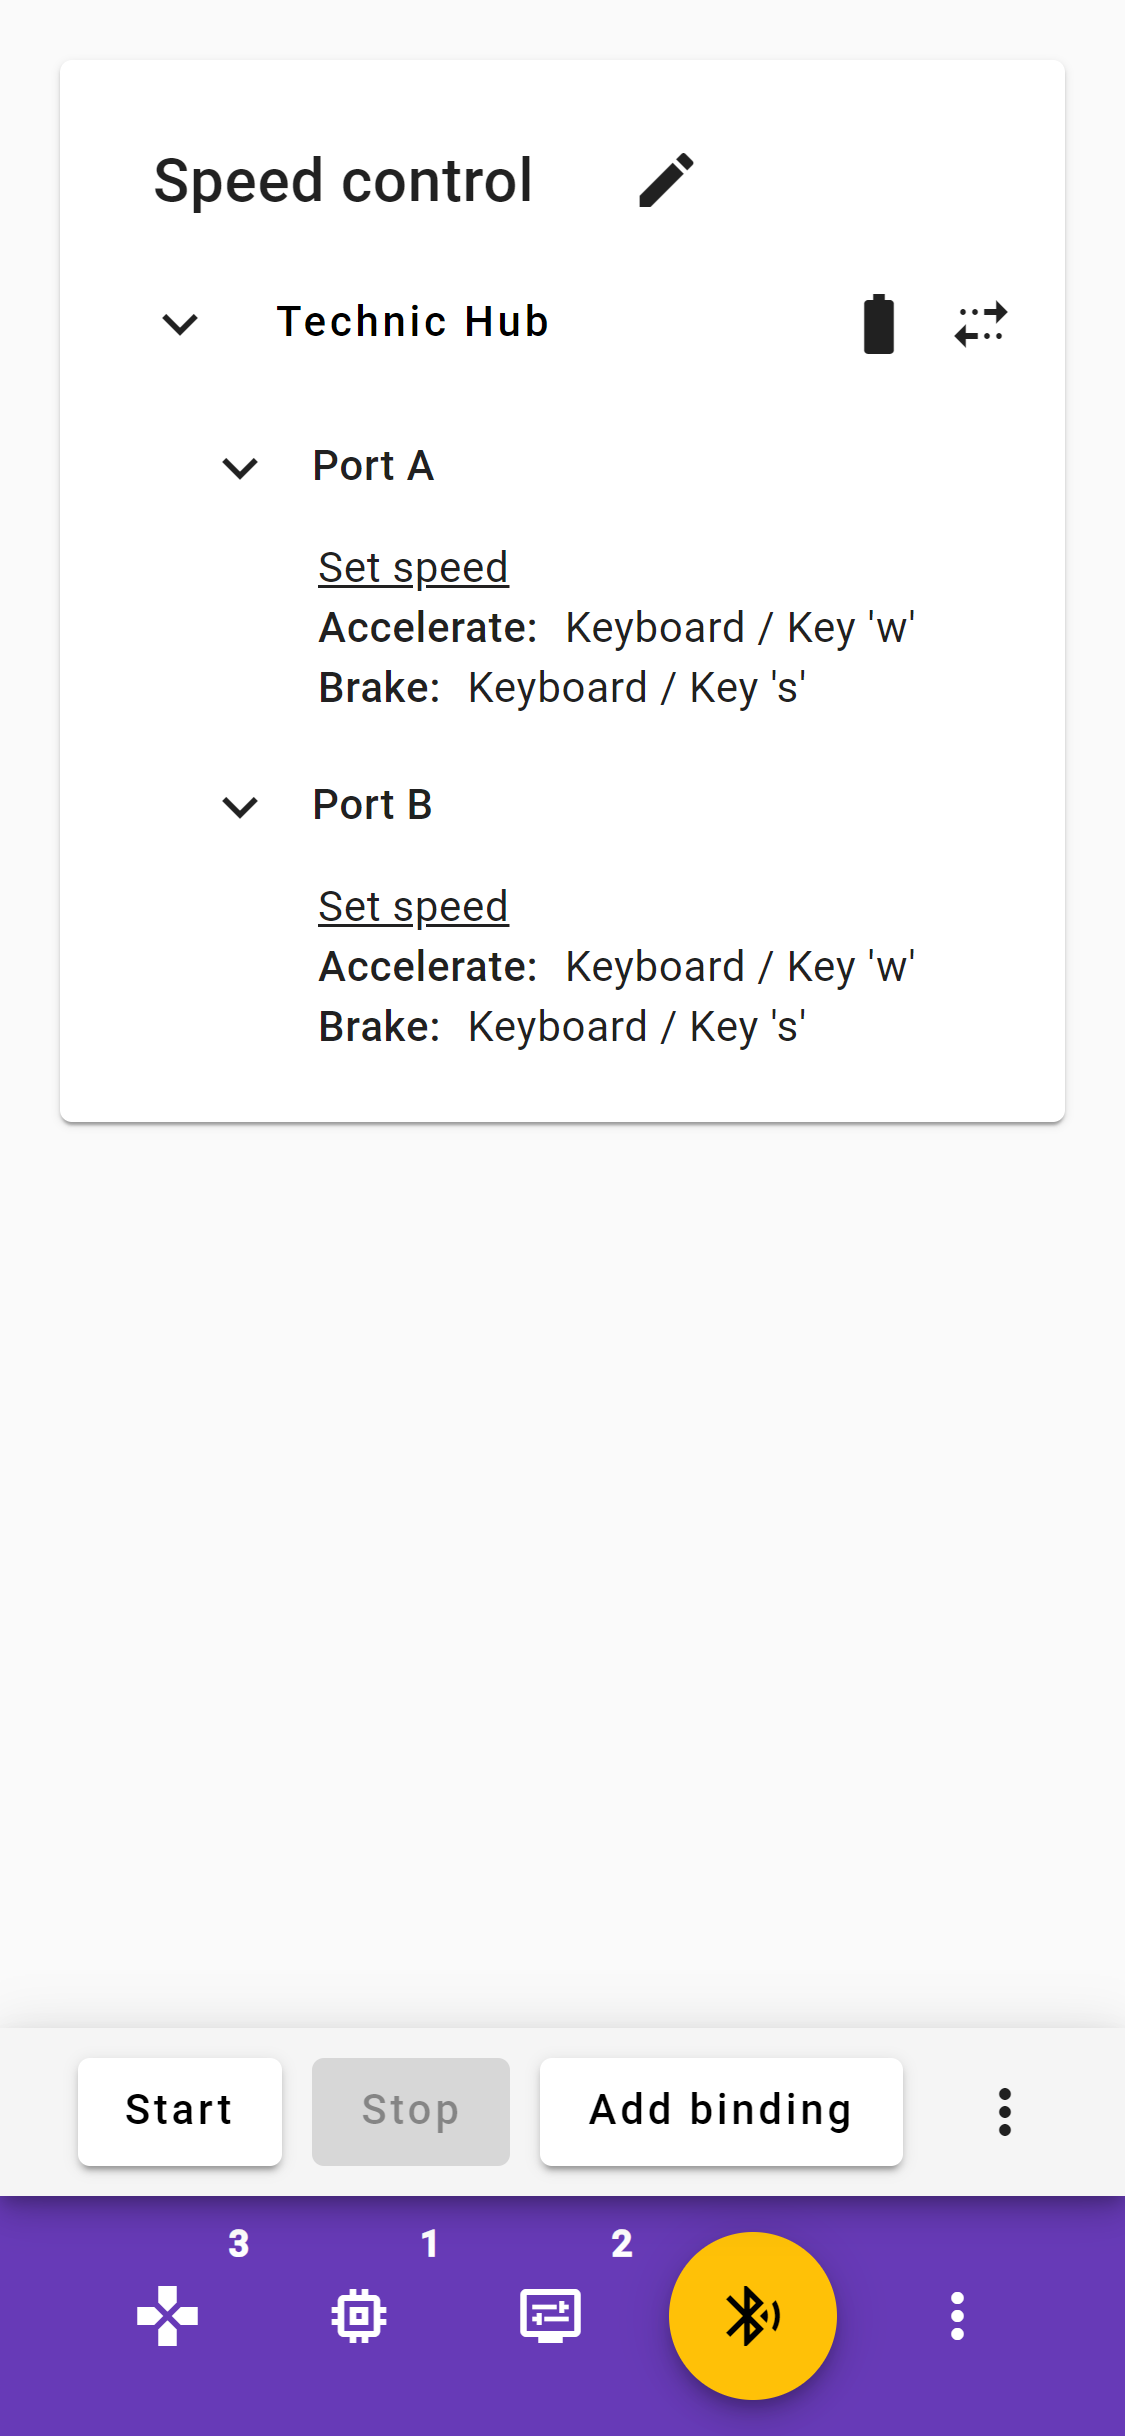 Speed control
Technic Hub
Port A
Set speed
Accelerate: Keyboard / Key 'w'
Brake: Keyboard / Key 's'
Port B
Set speed
Accelerate: Keyboard / Key 'w'
Brake: Keyboard / Key 's'
Start Stop Add binding
3 1 2